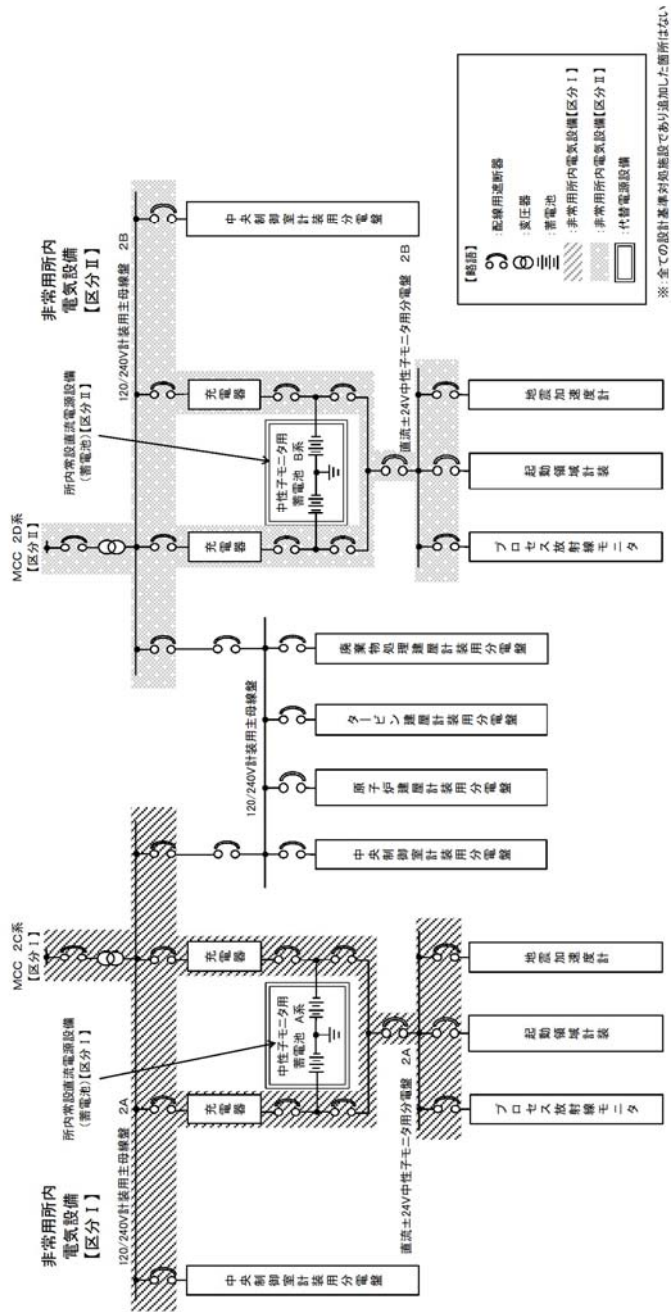 非常用所内
電気設備
【区分Ⅰ】
120/240V計装用主母線盤 2A
所内常設直流電源設備
(蓄電池)【区分Ⅰ】
MCC 2C系
【区分Ⅰ】
中央制御室計装用分電盤
充電器
中性子モニタ用
蓄電池 A系
充電器
直流±24V中性子モニタ用分電盤 2A
プロセス放射線モニタ
起動領域計装
地震加速度計
120/240V計装用主母線盤
中央制御室計装用分電盤
原子炉建屋計装用分電盤
タービン建屋計装用分電盤
廃棄物処理建屋計装用分電盤
MCC 2D系
【区分Ⅱ】
所内常設直流電源設備
(蓄電池)【区分Ⅱ】
非常用所内
電気設備
【区分Ⅱ】
120/240V計装用主母線盤 2B
充電器
中性子モニタ用
蓄電池 B系
充電器
中央制御室計装用分電盤
直流±24V中性子モニタ用分電盤 2B
プロセス放射線モニタ
起動領域計装
地震加速度計
【略語】
:配線用遮断器
:変圧器
:蓄電池
:非常用所内電気設備【区分Ⅰ】
:非常用所内電気設備【区分Ⅱ】
:代替電源設備
※:全ての設計基準対処施設であり追加した箇所はない